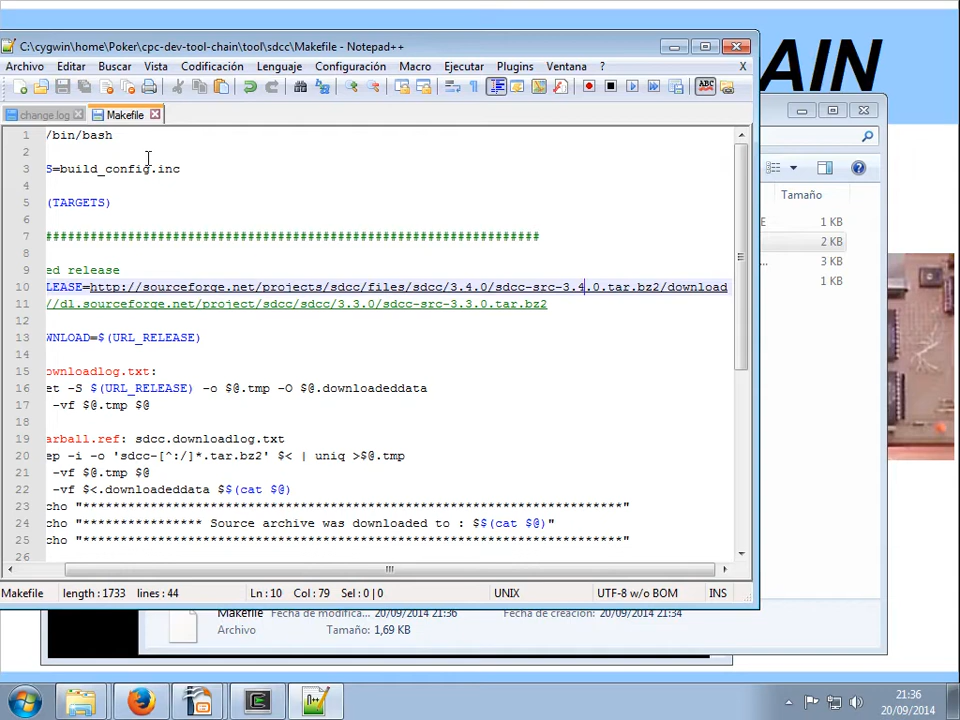 AIN
C:\cygwin\home\Poker\cpc-dev-tool-chain\tool\sdcc\Makefile - Notepad++
Archivo Editar Buscar Vista Codificación Lenguaje Configuración Macro Ejecutar Plugins Ventana ? X
change.log Makefile
1 /bin/bash
2
3 S=build_config.inc
4
5 (TARGETS)
6
7 ##################################################################
8
9 ed release
10 LEASE=http://sourceforge.net/projects/sdcc/files/sdcc/3.4.0/sdcc-src-3.4.0.tar.bz2/download
11 //dl.sourceforge.net/project/sdcc/sdcc/3.3.0/sdcc-src-3.3.0.tar.bz2
12
13 WNLOAD=$(URL_RELEASE)
14
15 ownloadlog.txt:
16 et -S $(URL_RELEASE) -o $@.tmp -O $@.downloadeddata
17 -vf $@.tmp $@
18
19 arball.ref: sdcc.downloadlog.txt
20 ep -i -o 'sdcc-[^:/]*.tar.bz2' $< | uniq >$@.tmp
21 -vf $@.tmp $@
22 -vf $<.downloadeddata $$(cat $@)
23 cho "******************************************************************"
24 cho "**************** Source archive was downloaded to : $$(cat $@)"
25 cho "******************************************************************"
26
Makefile length : 1733 lines : 44 Ln : 10 Col : 79 Sel : 0 | 0 UNIX UTF-8 w/o BOM INS
Tamaño
1 KB
2 KB
3 KB
1 KB
Makefile Fecha de modifica... 20/09/2014 21:36 Fecha de creación: 20/09/2014 21:34
Archivo Tamaño: 1,69 KB
21:36
20/09/2014